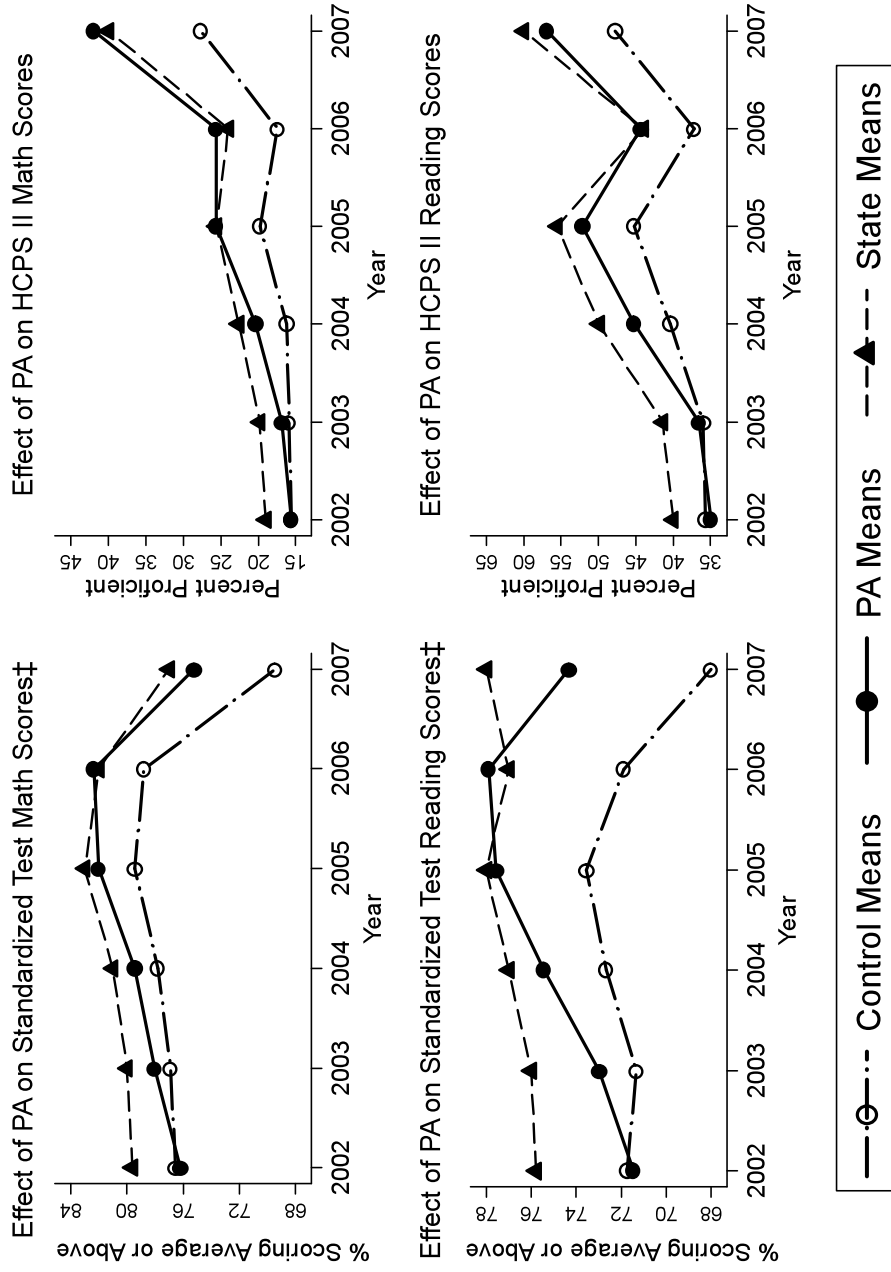 Effect of PA on Standardized Test Math Scores‡
% Scoring Average or Above
84
80
76
72
68
2002 2003 2004 2005 2006 2007
Year
Effect of PA on HCPS II Math Scores
Percent Proficient
45
40
35
30
25
20
15
2002 2003 2004 2005 2006 2007
Year
Effect of PA on Standardized Test Reading Scores‡
% Scoring Average or Above
78
76
74
72
70
68
2002 2003 2004 2005 2006 2007
Year
Effect of PA on HCPS II Reading Scores
Percent Proficient
65
60
55
50
45
40
35
2002 2003 2004 2005 2006 2007
Year
Control Means PA Means State Means